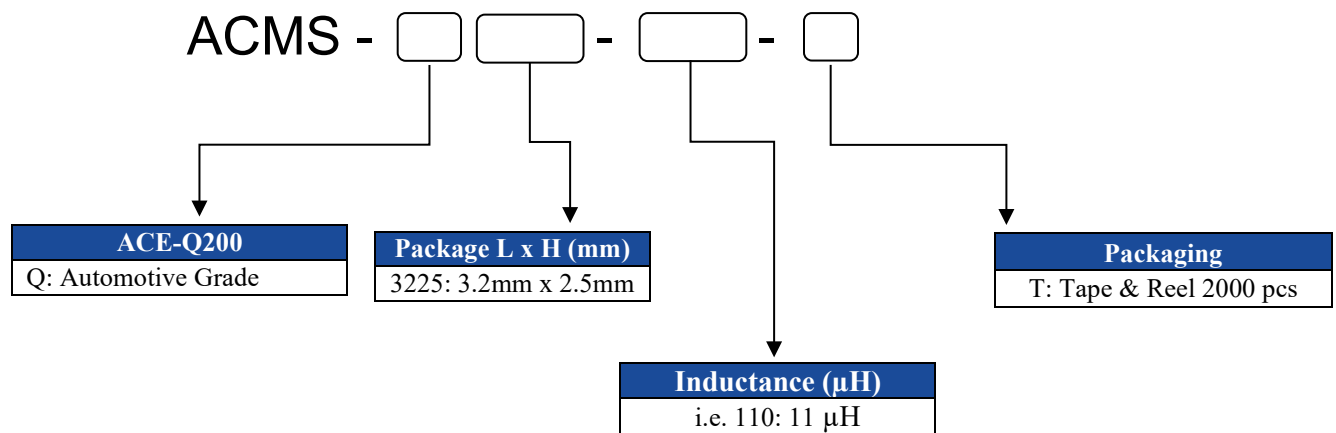 ACMS - - -
ACE-Q200
Q: Automotive Grade
Package L x H (mm)
3225: 3.2mm x 2.5mm
Packaging
T: Tape & Reel 2000 pcs
Inductance (µH)
i.e. 110: 11 µH